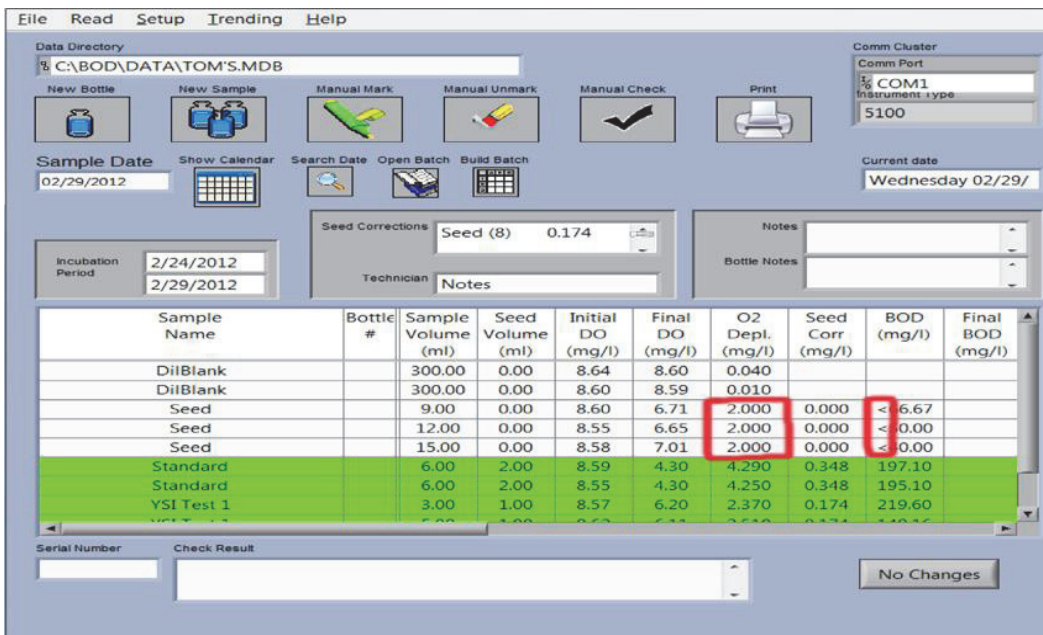 File Read Setup Trending Help
Data Directory
C:\BOD\DATA\TOM'S.MDB
Comm Cluster
Comm Port
COM1
Instrument Type
5100
New Bottle New Sample Manual Mark Manual Unmark Manual Check Print
Sample Date Show Calendar Search Date Open Batch Build Batch
02/29/2012
Current date
Wednesday 02/29/
Seed Corrections Seed (8) 0.174
Technician Notes
Notes
Bottle Notes
Incubation Period
2/24/2012
2/29/2012
Sample Name Bottle # Sample Volume (ml) Seed Volume (ml) Initial DO (mg/l) Final DO (mg/l) O2 Depl. (mg/l) Seed Corr (mg/l) BOD (mg/l) Final BOD (mg/l)
DilBlank 300.00 0.00 8.64 8.60 0.040
DilBlank 300.00 0.00 8.60 8.59 0.010
Seed 9.00 0.00 8.60 6.71 2.000 0.000 <66.67
Seed 12.00 0.00 8.55 6.65 2.000 0.000 <50.00
Seed 15.00 0.00 8.58 7.01 2.000 0.000 <40.00
Standard 6.00 2.00 8.59 4.30 4.290 0.348 197.10
Standard 6.00 2.00 8.55 4.30 4.250 0.348 195.10
YSI Test 1 3.00 1.00 8.57 6.20 2.370 0.174 219.60
Serial Number Check Result
No Changes